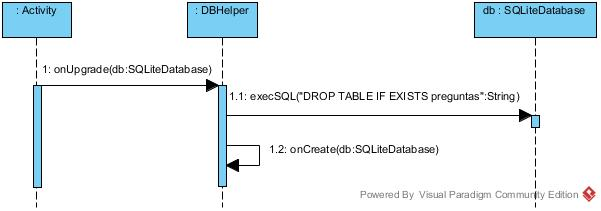 : Activity
: DBHelper
db : SQLiteDatabase
1: onUpgrade(db:SQLiteDatabase)
1.1: execSQL("DROP TABLE IF EXISTS preguntas":String)
1.2: onCreate(db:SQLiteDatabase)
Powered By Visual Paradigm Community Edition